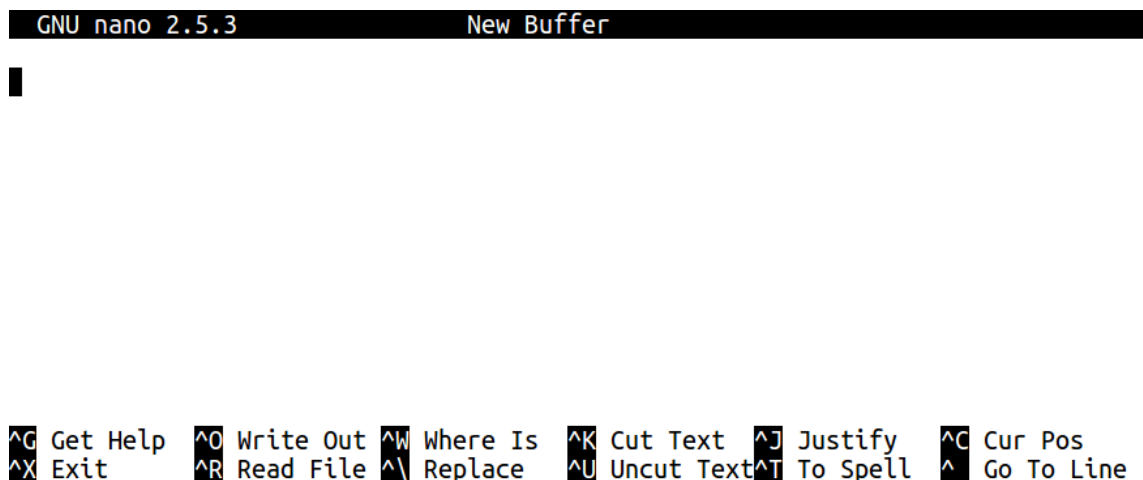 GNU nano 2.5.3 New Buffer
^G Get Help ^O Write Out ^W Where Is ^K Cut Text ^J Justify ^C Cur Pos
^X Exit ^R Read File ^\ Replace ^U Uncut Text^T To Spell ^ Go To Line